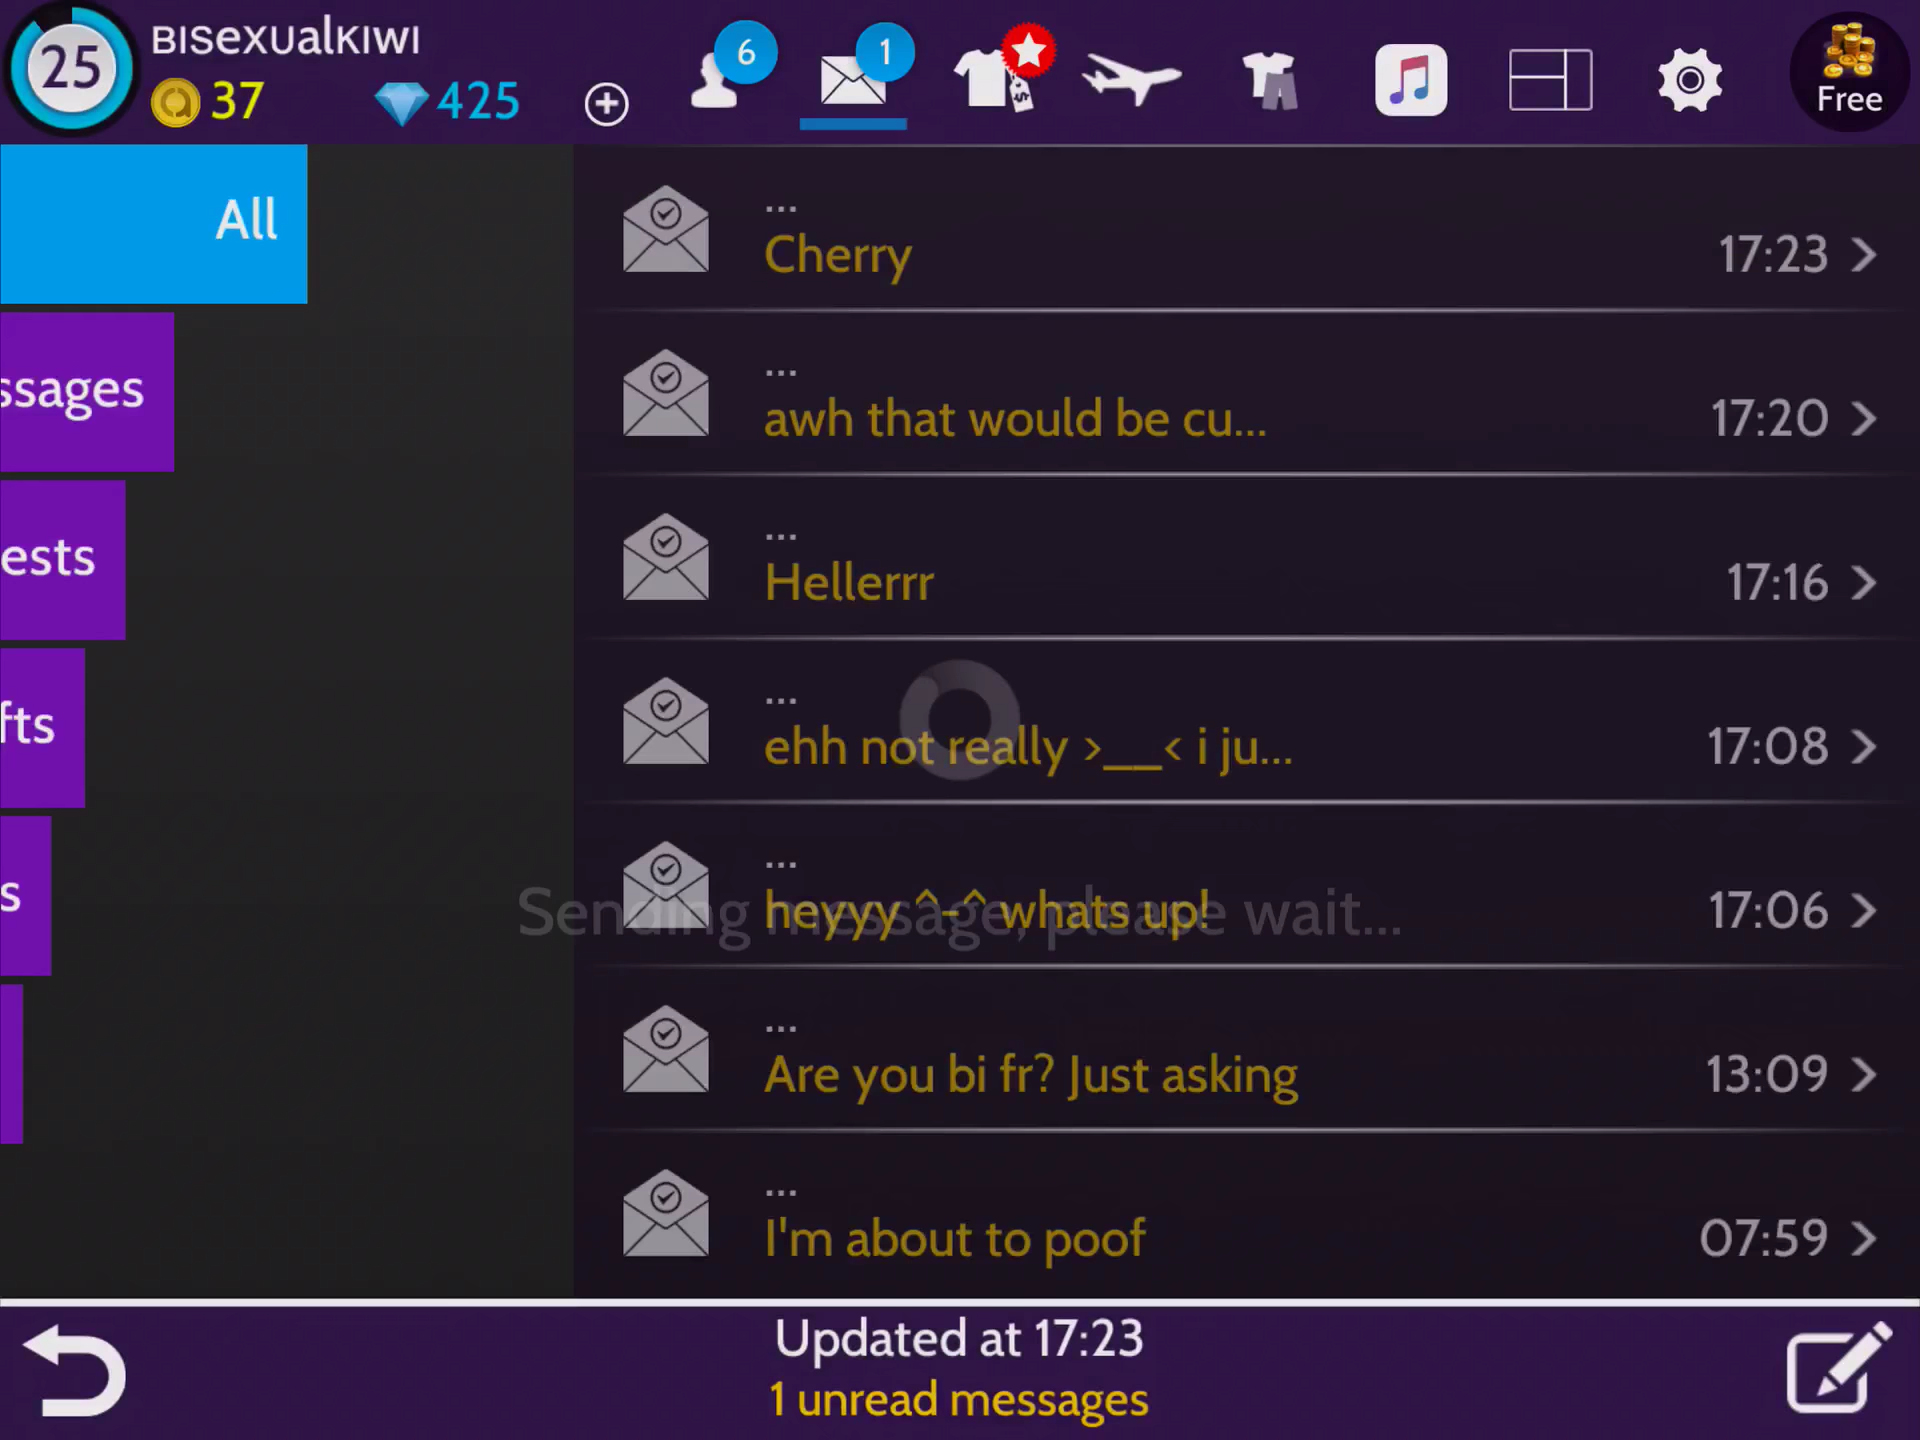 25
BISeXUalKIWI
37
425
6
1
Free
All
ssages
ests
fts
s
...
Cherry
17:23
...
awh that would be cu...
17:20
...
Hellerrr
17:16
...
ehh not really >__< i ju...
17:08
...
heyyy ^-^ whats up!
17:06
Sending message, please wait...
...
Are you bi fr? Just asking
13:09
...
I'm about to poof
07:59
Updated at 17:23
1 unread messages